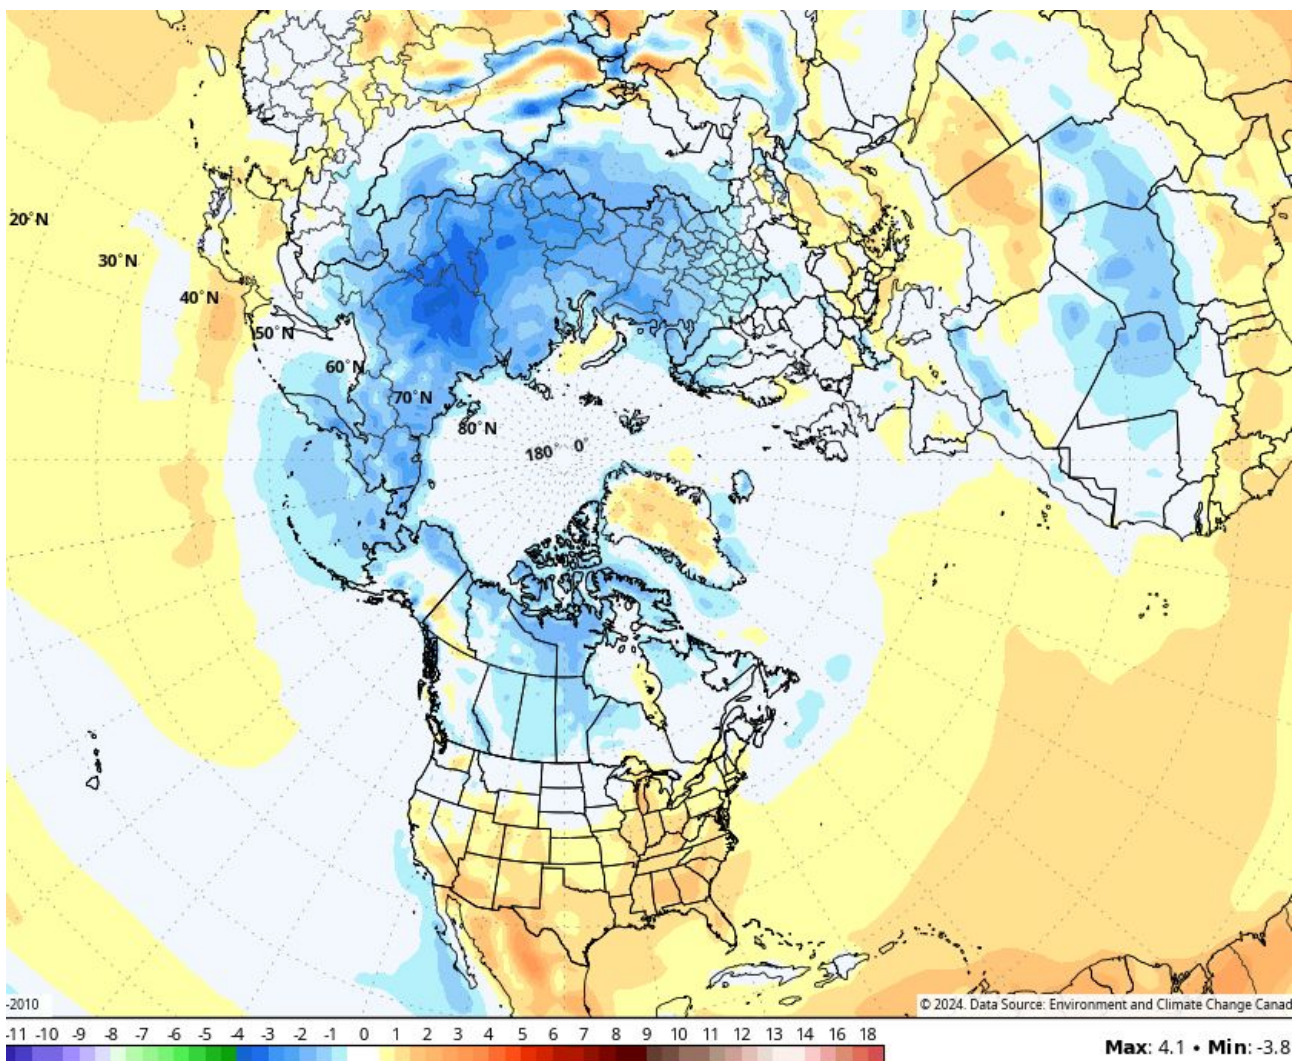 20°N
30°N
40°N
50°N
60°N
70°N
80°N
180° 0°
-2010
© 2024. Data Source: Environment and Climate Change Canad
-11 -10 -9 -8 -7 -6 -5 -4 -3 -2 -1 0 1 2 3 4 5 6 7 8 9 10 11 12 13 14 16 18
Max: 4.1 • Min: -3.8